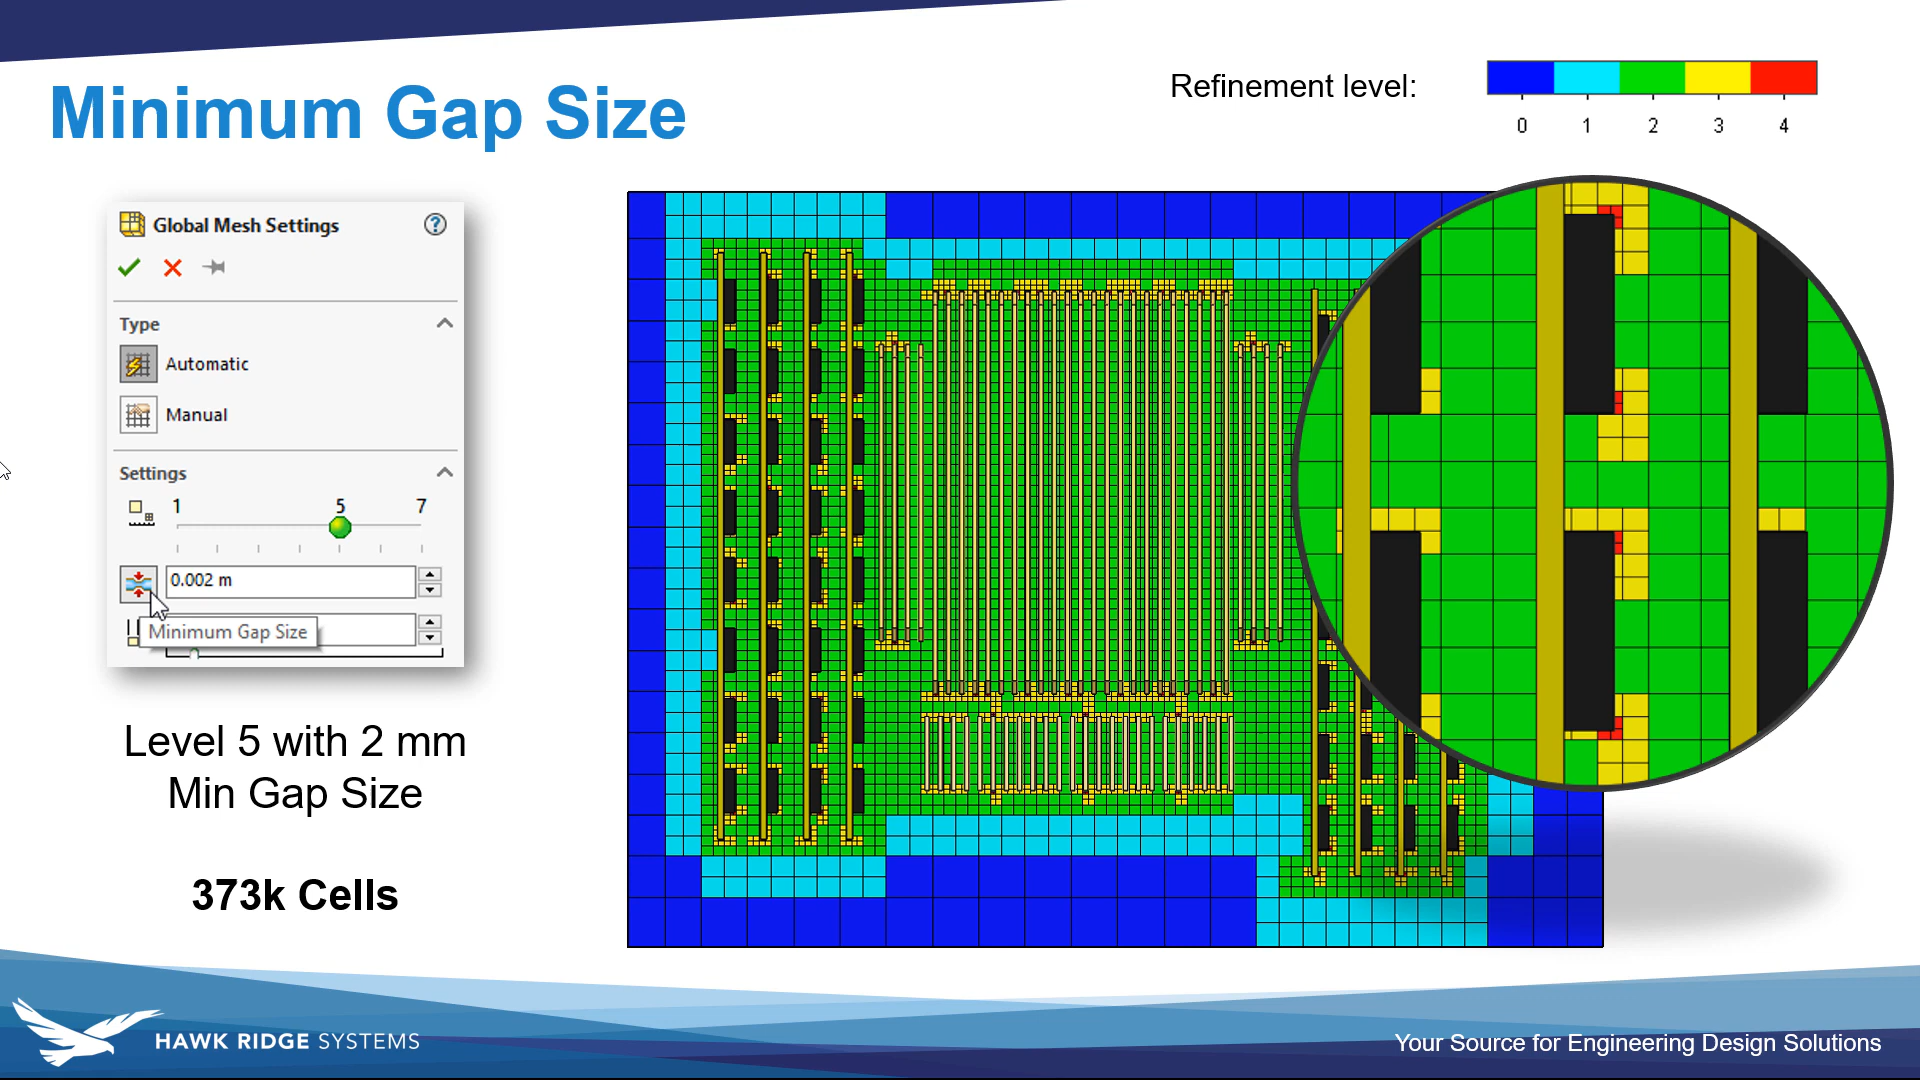 Minimum Gap Size
Refinement level:
0 1 2 3 4
Global Mesh Settings
?
Type
Automatic
Manual
Settings
1 5 7
0.002 m
Minimum Gap Size
Level 5 with 2 mm
Min Gap Size
373k Cells
HAWK RIDGE SYSTEMS
Your Source for Engineering Design Solutions